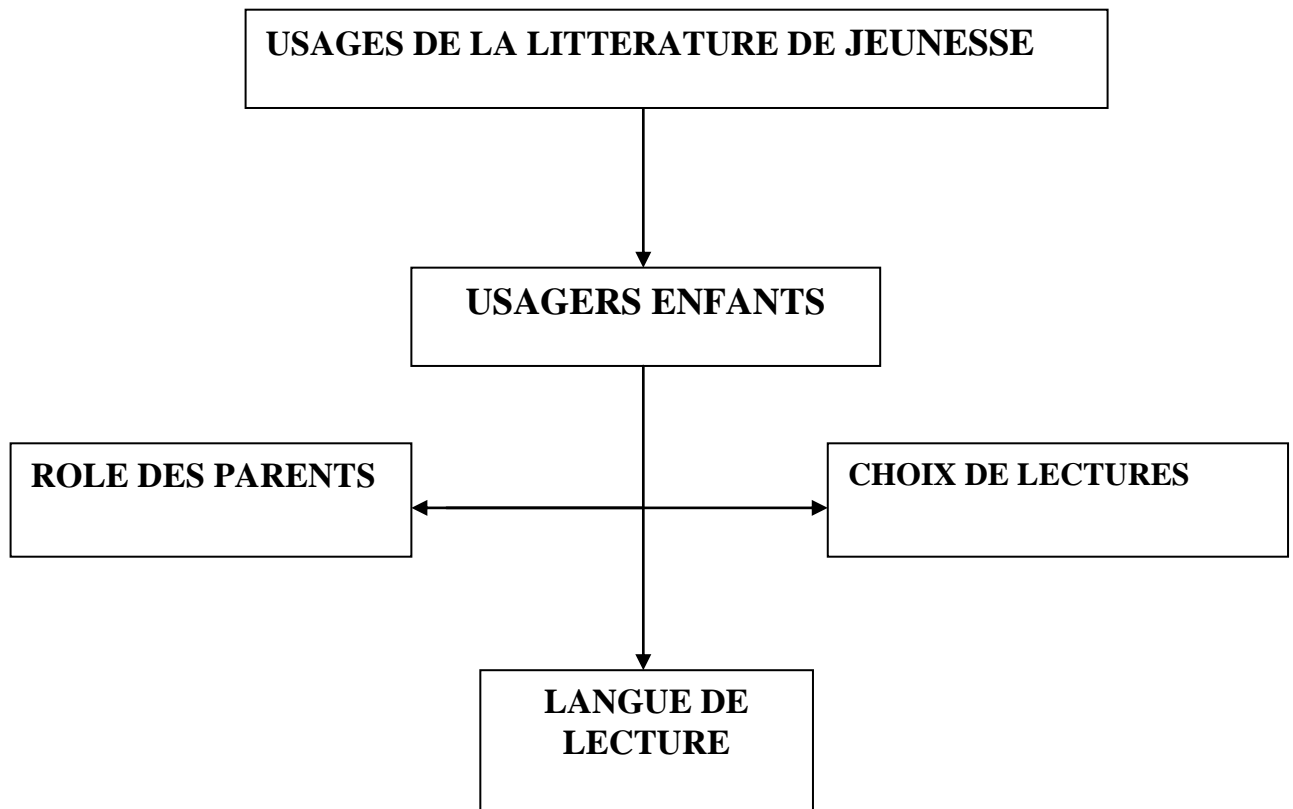 USAGES DE LA LITTERATURE DE JEUNESSE
USAGERS ENFANTS
ROLE DES PARENTS
CHOIX DE LECTURES
LANGUE DE
LECTURE